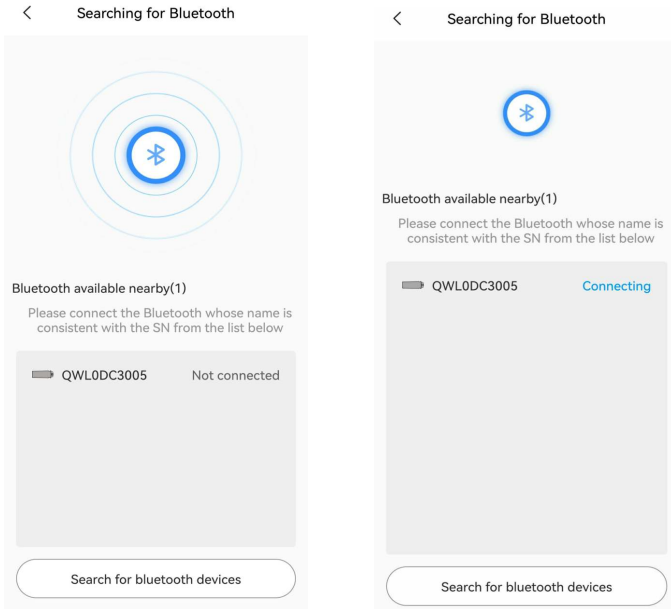 Searching for Bluetooth
Bluetooth available nearby(1)
Please connect the Bluetooth whose name is
consistent with the SN from the list below
QWL0DC3005 Not connected
Search for bluetooth devices
Searching for Bluetooth
Bluetooth available nearby(1)
Please connect the Bluetooth whose name is
consistent with the SN from the list below
QWL0DC3005 Connecting
Search for bluetooth devices